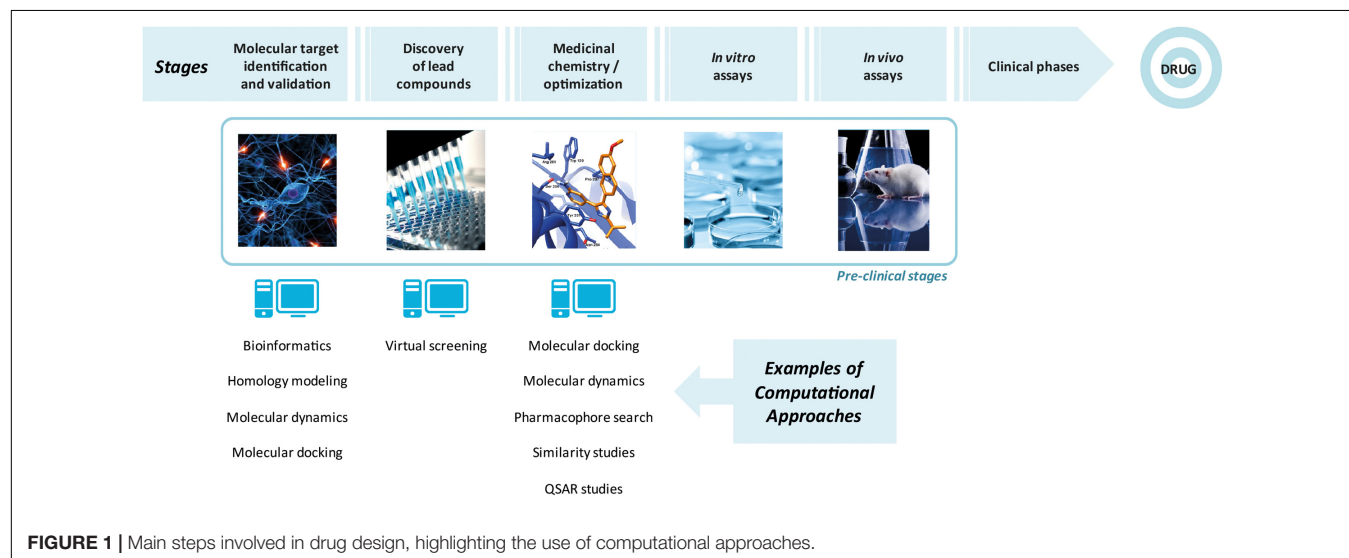 Stages
Molecular target
identification
and validation
Discovery
of lead
compounds
Medicinal
chemistry /
optimization
In vitro
assays
In vivo
assays
Clinical phases
DRUG
Trp 129
Pre-clinical stages
Bioinformatics
Homology modeling
Molecular dynamics
Molecular docking
Virtual screening
Molecular docking
Molecular dynamics
Pharmacophore search
Similarity studies
QSAR studies
Examples of
Computational
Approaches
FIGURE 1 | Main steps involved in drug design, highlighting the use of computational approaches.